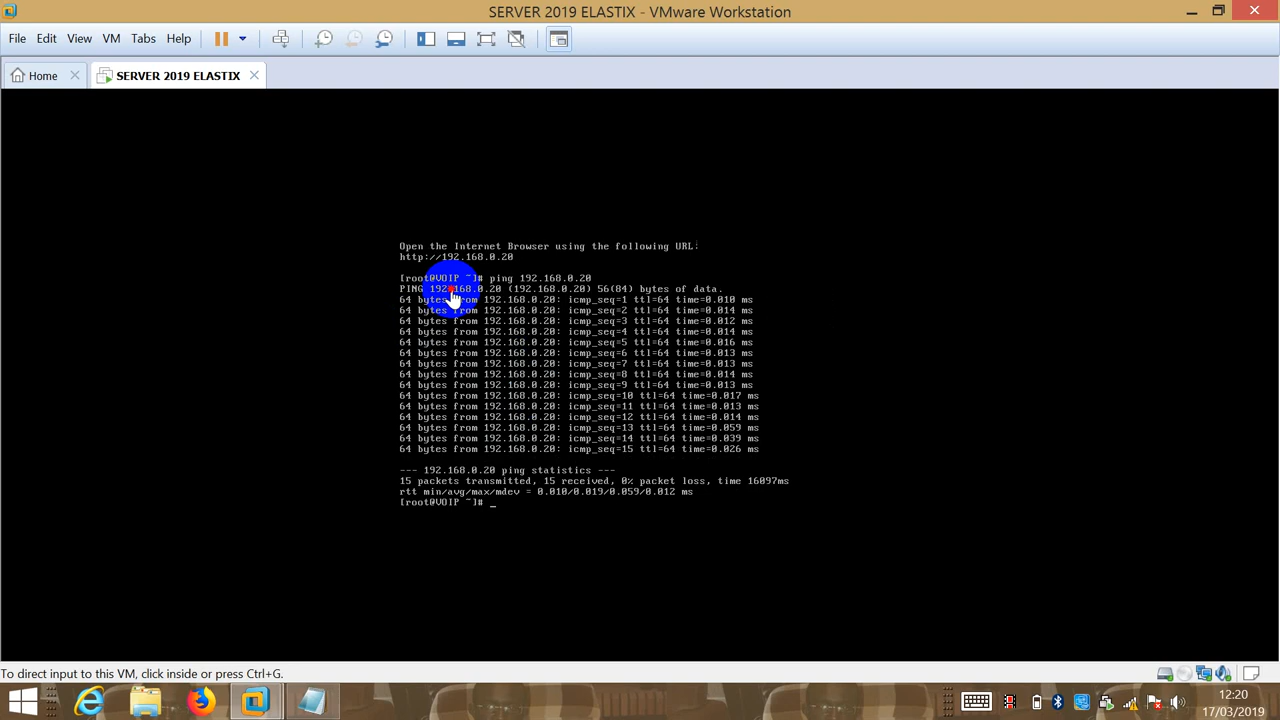 SERVER 2019 ELASTIX - VMware Workstation
File Edit View VM Tabs Help
Home SERVER 2019 ELASTIX
Open the Internet Browser using the following URL:
http://192.168.0.20
[root@VOIP ~]# ping 192.168.0.20
PING 192.168.0.20 (192.168.0.20) 56(84) bytes of data.
64 bytes from 192.168.0.20: icmp_seq=1 ttl=64 time=0.010 ms
64 bytes from 192.168.0.20: icmp_seq=2 ttl=64 time=0.014 ms
64 bytes from 192.168.0.20: icmp_seq=3 ttl=64 time=0.012 ms
64 bytes from 192.168.0.20: icmp_seq=4 ttl=64 time=0.014 ms
64 bytes from 192.168.0.20: icmp_seq=5 ttl=64 time=0.016 ms
64 bytes from 192.168.0.20: icmp_seq=6 ttl=64 time=0.013 ms
64 bytes from 192.168.0.20: icmp_seq=7 ttl=64 time=0.013 ms
64 bytes from 192.168.0.20: icmp_seq=8 ttl=64 time=0.014 ms
64 bytes from 192.168.0.20: icmp_seq=9 ttl=64 time=0.013 ms
64 bytes from 192.168.0.20: icmp_seq=10 ttl=64 time=0.017 ms
64 bytes from 192.168.0.20: icmp_seq=11 ttl=64 time=0.013 ms
64 bytes from 192.168.0.20: icmp_seq=12 ttl=64 time=0.014 ms
64 bytes from 192.168.0.20: icmp_seq=13 ttl=64 time=0.059 ms
64 bytes from 192.168.0.20: icmp_seq=14 ttl=64 time=0.039 ms
64 bytes from 192.168.0.20: icmp_seq=15 ttl=64 time=0.026 ms
--- 192.168.0.20 ping statistics ---
15 packets transmitted, 15 received, 0% packet loss, time 16097ms
rtt min/avg/max/mdev = 0.010/0.019/0.059/0.012 ms
[root@VOIP ~]# _
To direct input to this VM, click inside or press Ctrl+G.
12:20
17/03/2019